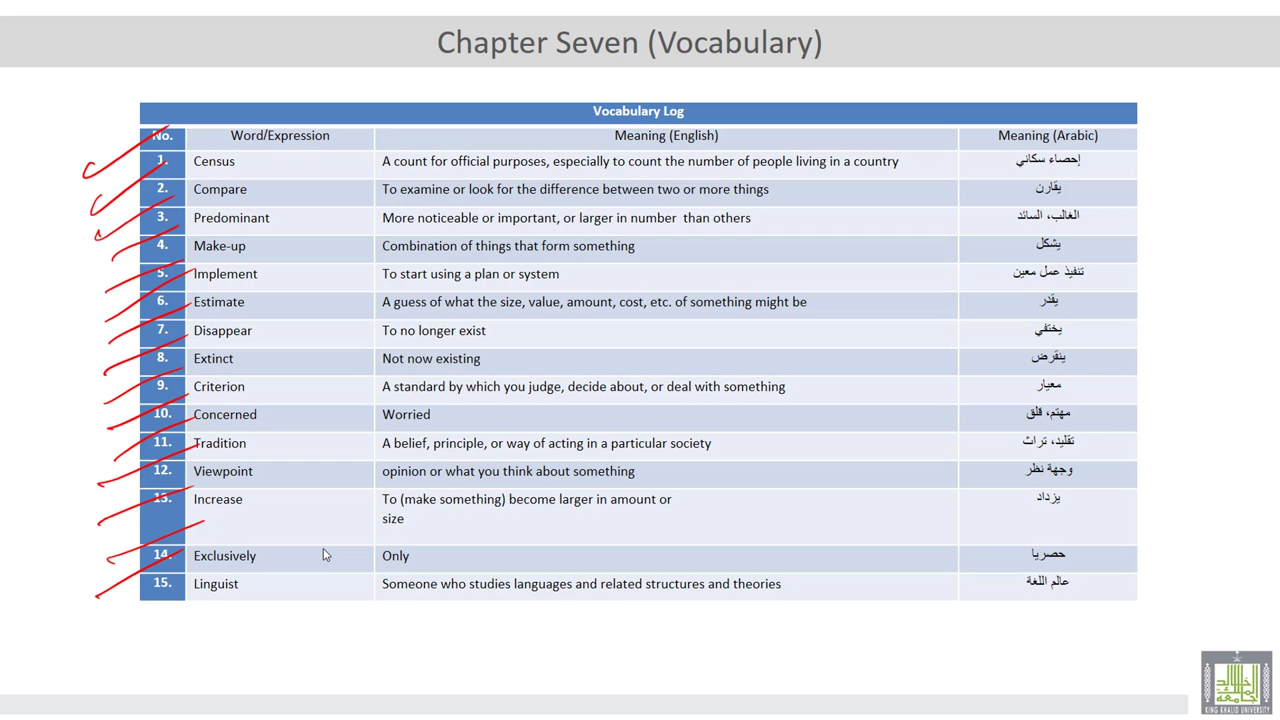 Chapter Seven (Vocabulary)
Vocabulary Log
No. Word/Expression Meaning (English) Meaning (Arabic)
1. Census A count for official purposes, especially to count the number of people living in a country إحصاء سكاني
2. Compare To examine or look for the difference between two or more things يقارن
3. Predominant More noticeable or important, or larger in number than others الغالب، السائد
4. Make-up Combination of things that form something يشكل
5. Implement To start using a plan or system تنفيذ عمل معين
6. Estimate A guess of what the size, value, amount, cost, etc. of something might be يقدر
7. Disappear To no longer exist يختفي
8. Extinct Not now existing ينقرض
9. Criterion A standard by which you judge, decide about, or deal with something معيار
10. Concerned Worried مهتم، قلق
11. Tradition A belief, principle, or way of acting in a particular society تقليد، تراث
12. Viewpoint opinion or what you think about something وجهة نظر
13. Increase To (make something) become larger in amount or يزداد
size
14. Exclusively Only حصريا
15. Linguist Someone who studies languages and related structures and theories عالم اللغة
KING KHALID UNIVERSITY